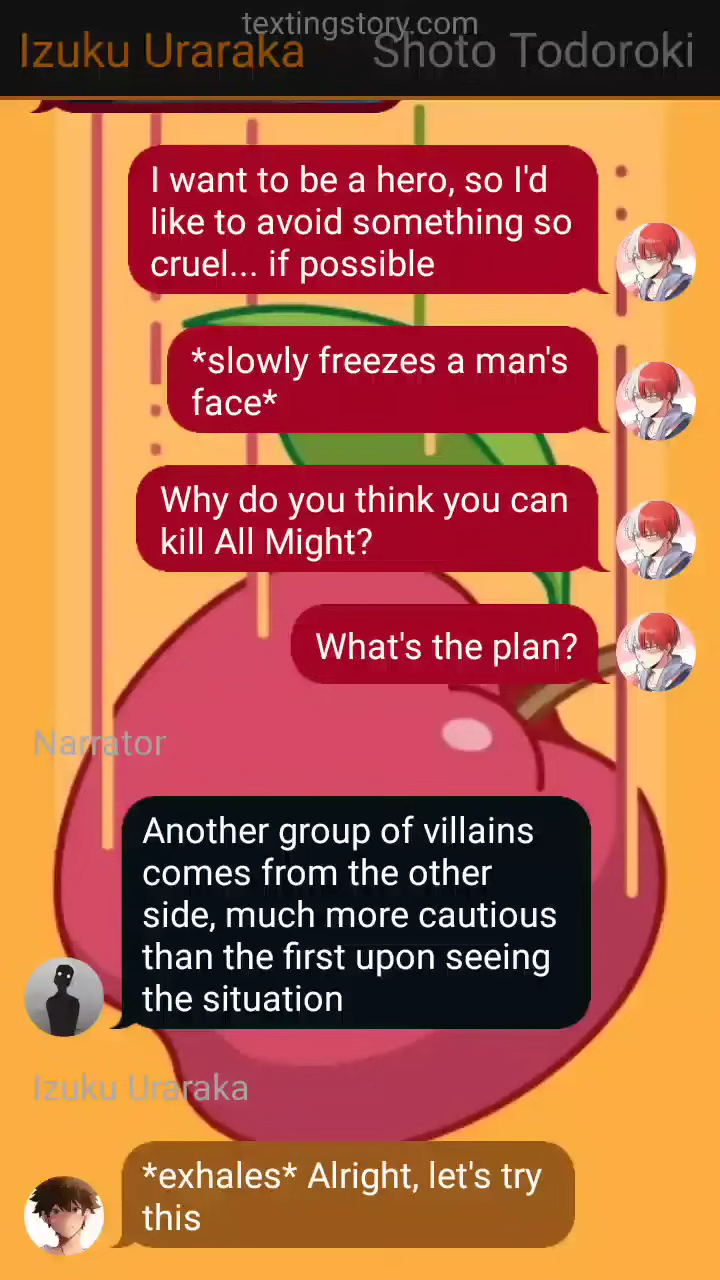 textingstory.com
Izuku Uraraka Shoto Todoroki
I want to be a hero, so I'd
like to avoid something so
cruel... if possible
*slowly freezes a man's
face*
Why do you think you can
kill All Might?
What's the plan?
Narrator
Another group of villains
comes from the other
side, much more cautious
than the first upon seeing
the situation
Izuku Uraraka
*exhales* Alright, let's try
this